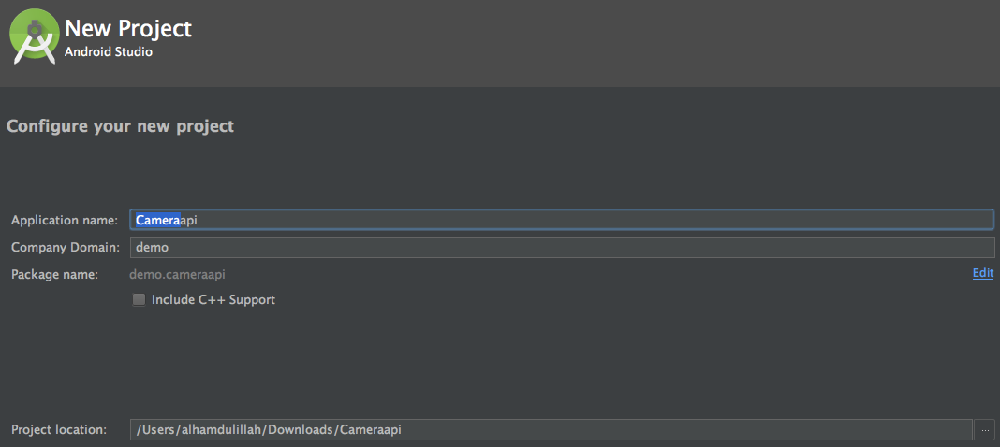 New Project
Android Studio
Configure your new project
Application name: Cameraapi
Company Domain: demo
Package name: demo.cameraapi Edit
Include C++ Support
Project location: /Users/alhamdulillah/Downloads/Cameraapi ...